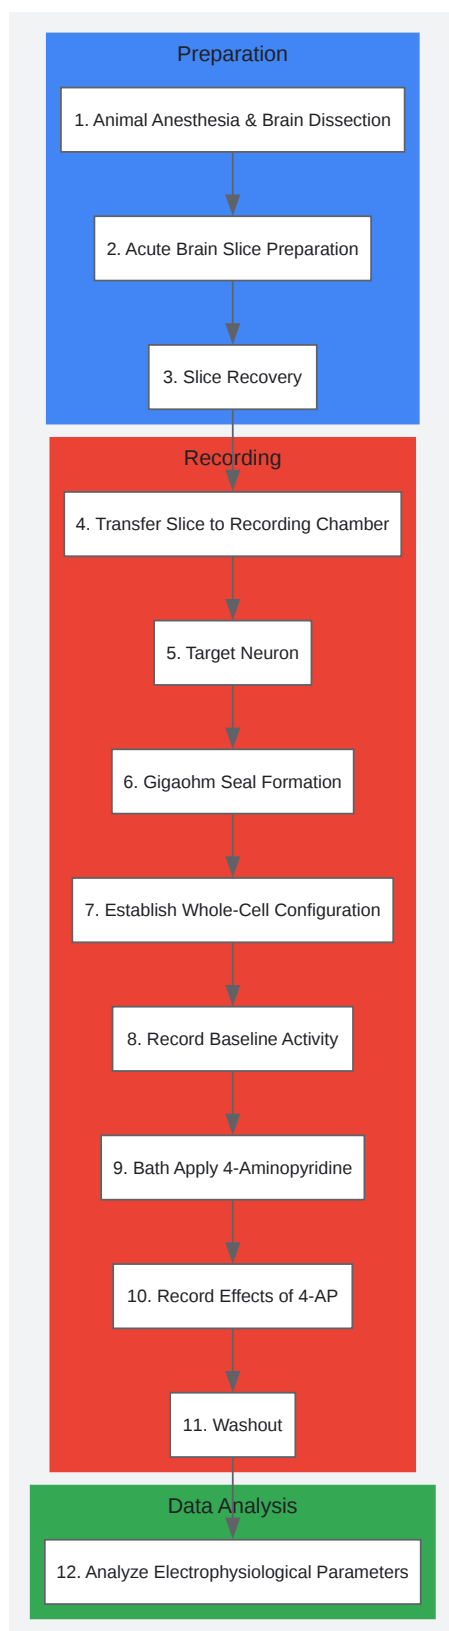 Preparation
1. Animal Anesthesia & Brain Dissection
2. Acute Brain Slice Preparation
3. Slice Recovery
Recording
4. Transfer Slice to Recording Chamber
5. Target Neuron
6. Gigaohm Seal Formation
7. Establish Whole-Cell Configuration
8. Record Baseline Activity
9. Bath Apply 4-Aminopyridine
10. Record Effects of 4-AP
11. Washout
Data Analysis
12. Analyze Electrophysiological Parameters